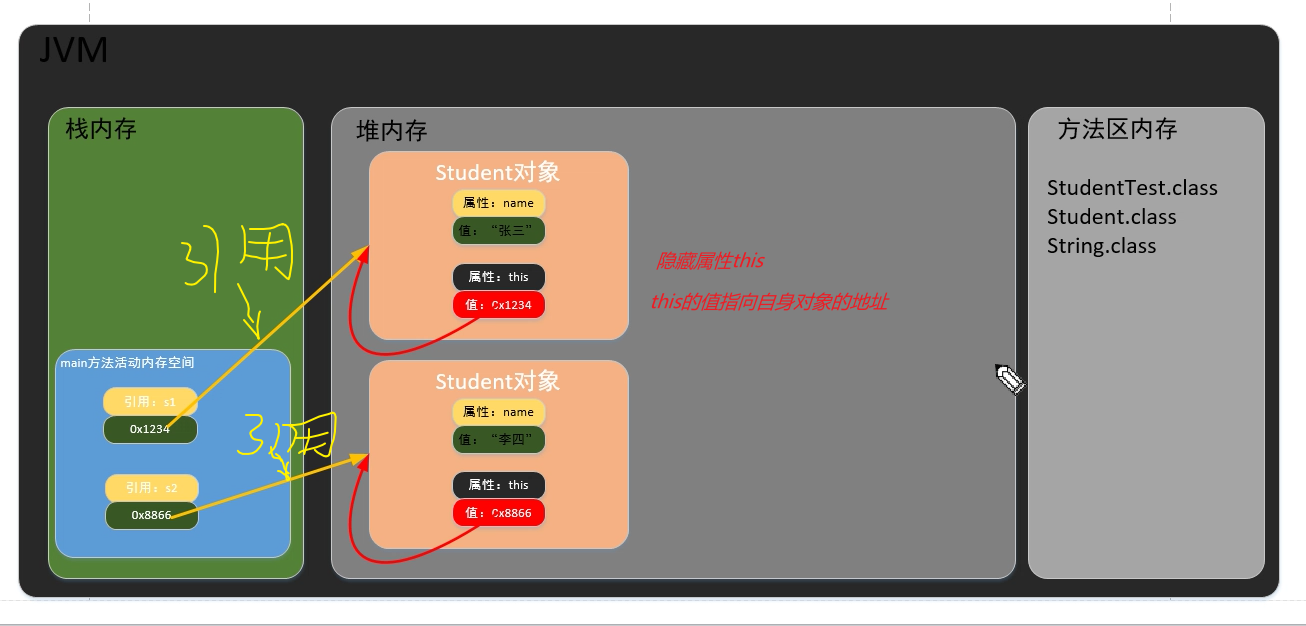 JVM
栈内存
引用
main方法活动内存空间
引用：s1
0x1234
引用
引用：s2
0x8866
堆内存
Student对象
属性：name
值：“张三”
属性：this
值：0x1234
隐藏属性this
this的值指向自身对象的地址
Student对象
属性：name
值：“李四”
属性：this
值：0x8866
方法区内存
StudentTest.class
Student.class
String.class